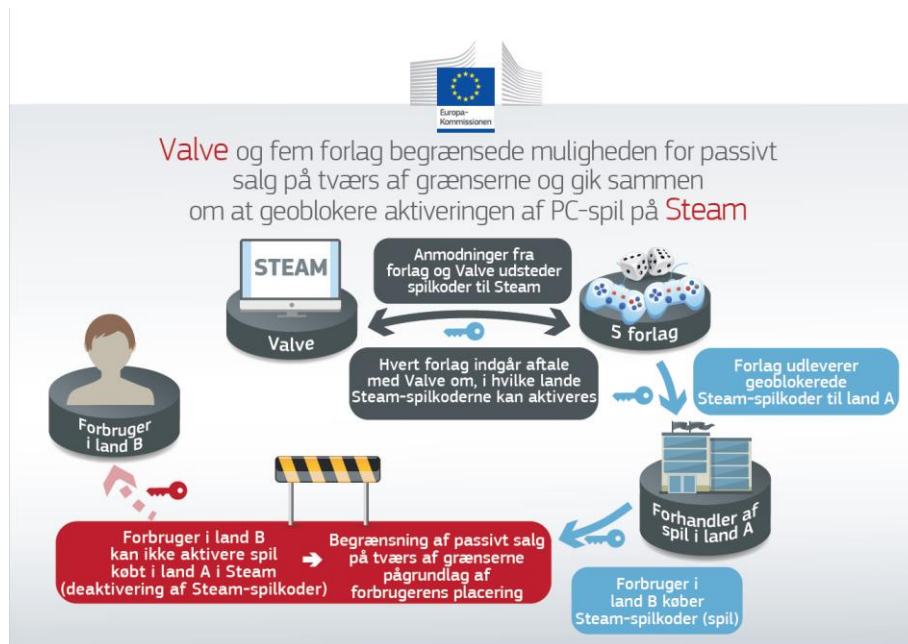 Europa-
Kommissionen
Valve og fem forlag begrænsede muligheden for passivt
salg på tværs af grænserne og gik sammen
om at geoblokere aktiveringen af PC-spil på Steam
STEAM
Valve
Anmodninger fra
forlag og Valve udsteder
spilkoder til Steam
5 forlag
Hvert forlag indgår aftale
med Valve om, i hvilke lande
Steam-spilkoderne kan aktiveres
Forlag udleverer
geoblokerede
Steam-spilkoder til land A
Forbruger
i land B
Forhandler af
spil i land A
Forbruger i land B
kan ikke aktivere spil
købt i land A i Steam
(deaktivering af Steam-spilkoder)
Begrænsning af passivt salg
på tværs af grænserne
pågrundlag af
forbrugerens placering
Forbruger i
land B køber
Steam-spilkoder (spil)